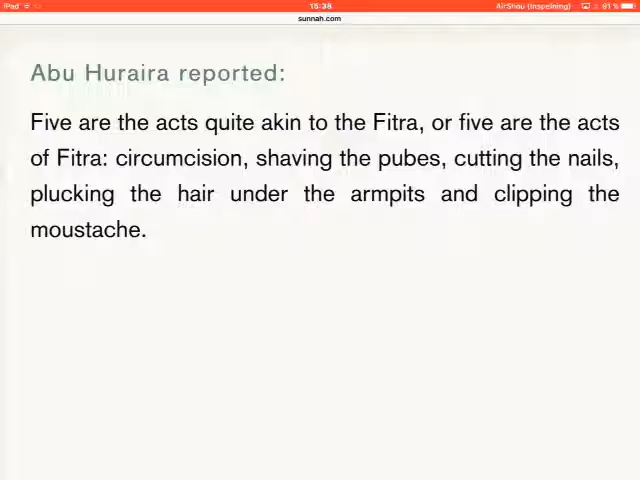 iPad
15:38
AirShou (Inspelning)
91 %
sunnah.com
Abu Huraira reported:
Five are the acts quite akin to the Fitra, or five are the acts
of Fitra: circumcision, shaving the pubes, cutting the nails,
plucking the hair under the armpits and clipping the
moustache.